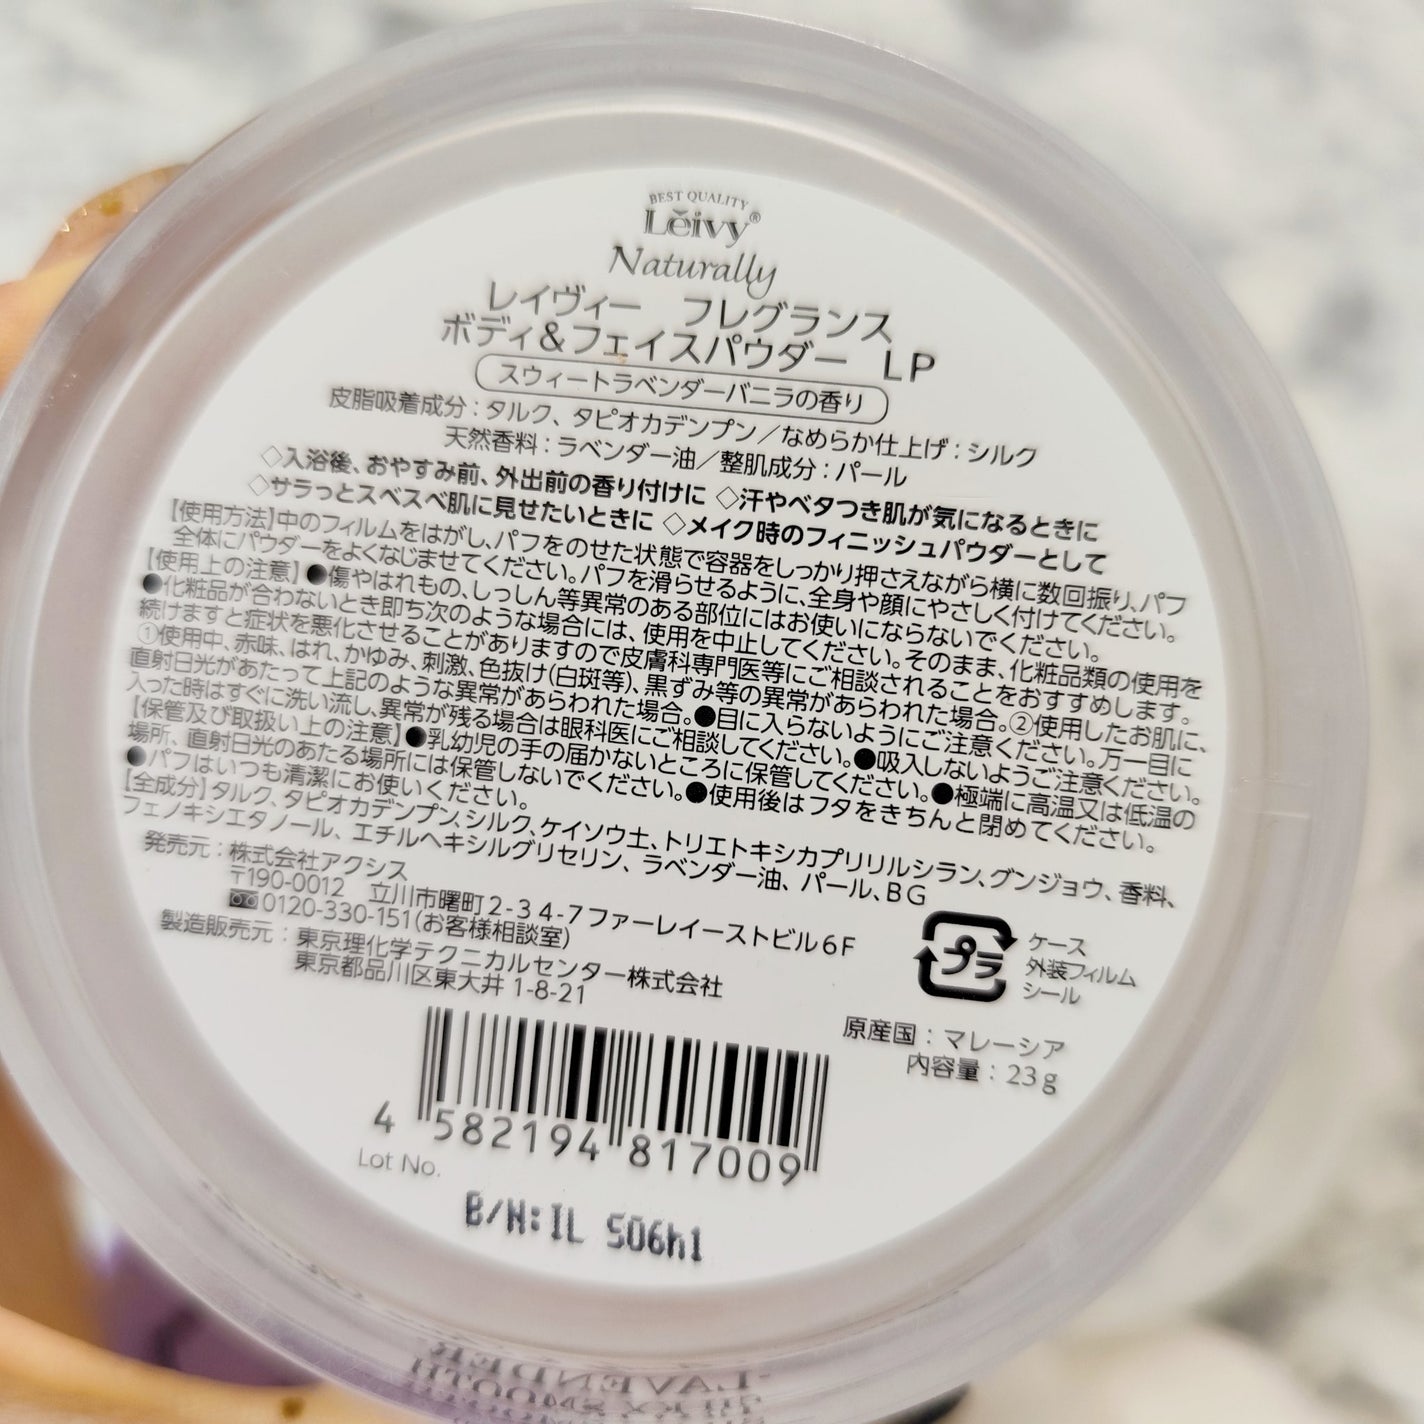 BEST QUALITY
Lěivy®
Naturally
レイヴィー　フレグランス
ボディ&フェイスパウダー　LP
スウィートラベンダーバニラの香り
皮脂吸着成分：タルク、タピオカデンプン／なめらか仕上げ：シルク
天然香料：ラベンダー油／整肌成分：パール
◇入浴後、おやすみ前、外出前の香り付けに ◇汗やベタつき肌が気になるときに
◇サラっとスベスベ肌に見せたいときに ◇メイク時のフィニッシュパウダーとして
【使用方法】中のフィルムをはがし、パフをのせた状態で容器をしっかり押さえながら横に数回振り、パフ
全体にパウダーをよくなじませてください。パフを滑らせるように、全身や顔にやさしく付けてください。
【使用上の注意】●傷やはれもの、しっしん等異常のある部位にはお使いにならないでください。
●化粧品が合わないとき即ち次のような場合には、使用を中止してください。そのまま、化粧品類の使用を
続けますと症状を悪化させることがありますので皮膚科専門医等にご相談されることをおすすめします。
①使用中、赤味、はれ、かゆみ、刺激、色抜け(白斑等)、黒ずみ等の異常があらわれた場合。②使用したお肌に、
直射日光があたって上記のような異常があらわれた場合。●目に入らないようにご注意ください。万一目に
入った時はすぐに洗い流し、異常が残る場合は眼科医にご相談してください。●吸入しないようご注意ください。
【保管及び取扱い上の注意】●乳幼児の手の届かないところに保管してください。●極端に高温又は低温の
場所、直射日光のあたる場所には保管しないでください。●使用後はフタをきちんと閉めてください。
●パフはいつも清潔にお使いください。
【全成分】タルク、タピオカデンプン、シルク、ケイソウ土、トリエトキシカプリリルシラン、グンジョウ、香料、
フェノキシエタノール、エチルヘキシルグリセリン、ラベンダー油、パール、BG
発売元：株式会社アクシス
〒190-0012　立川市曙町2-34-7ファーレイーストビル6F
0120-330-151(お客様相談室)
製造販売元：東京理化学テクニカルセンター株式会社
東京都品川区東大井 1-8-21
プラ
ケース
外装フィルム
シール
原産国：マレーシア
内容量：23g
4 582194 817009
Lot No.
B/N:IL 506h1
LAVENDER